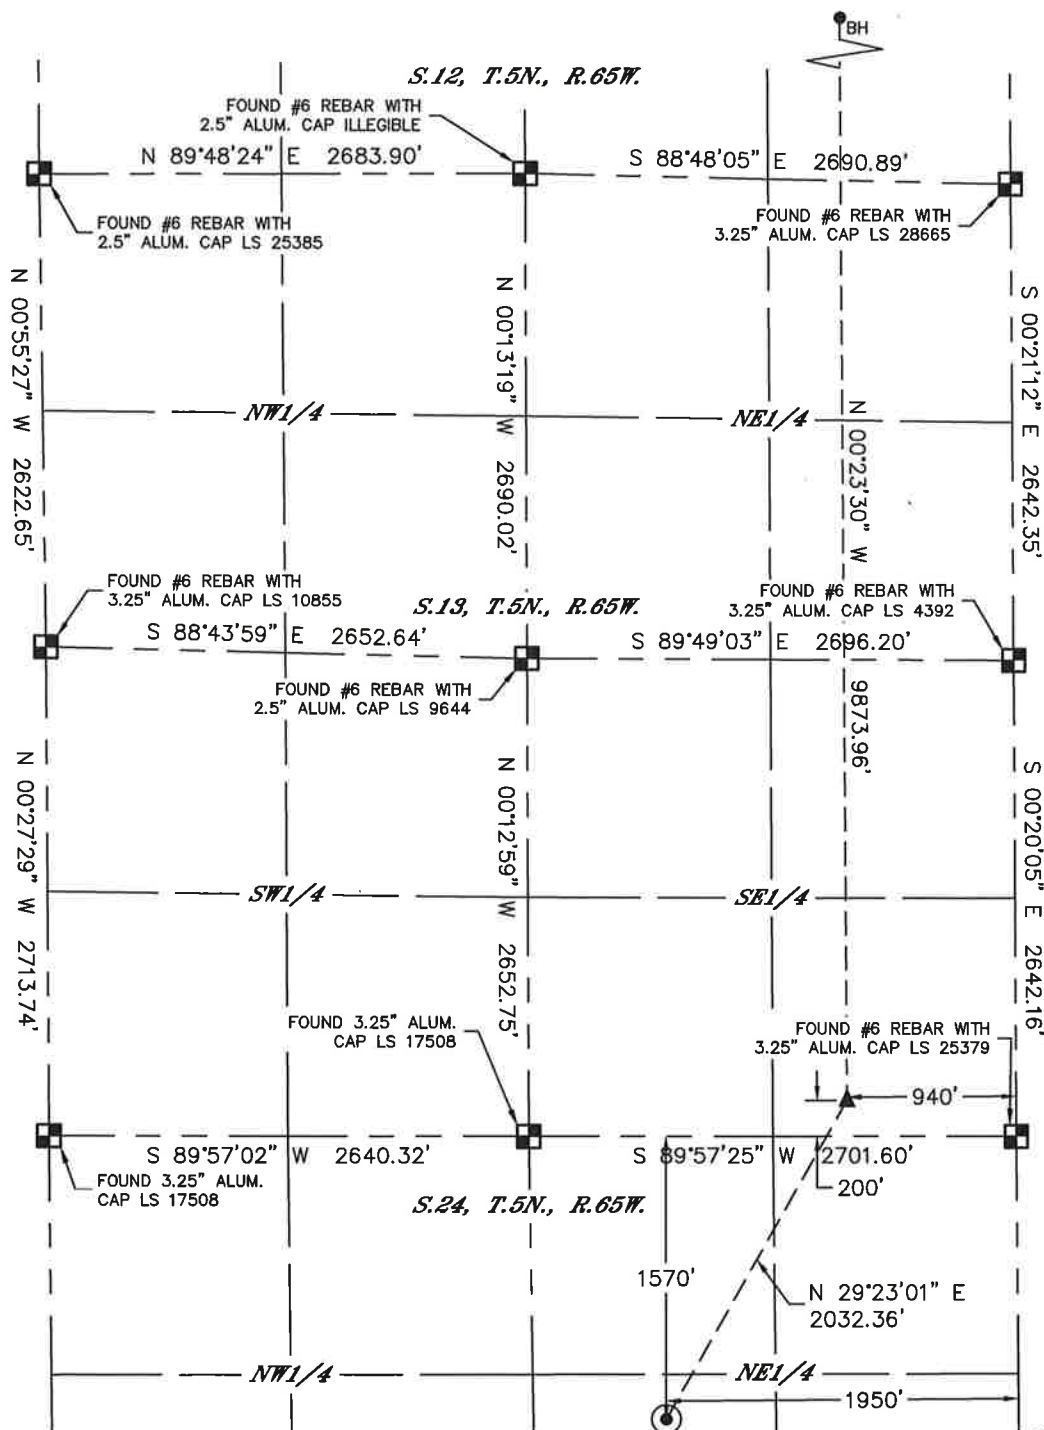 BH
S.12, T.5N., R.65W.
FOUND #6 REBAR WITH
2.5" ALUM. CAP ILLEGIBLE
N 89°48'24" E 2683.90'
S 88°48'05" E 2690.89'
FOUND #6 REBAR WITH
2.5" ALUM. CAP LS 25385
FOUND #6 REBAR WITH
3.25" ALUM. CAP LS 28665
N 00°55'27" W 2622.65'
N 00°13'19" W 2690.02'
N 00°23'30" W 9873.96'
S 00°21'12" E 2642.35'
NW1/4
NE1/4
FOUND #6 REBAR WITH
3.25" ALUM. CAP LS 10855
S.13, T.5N., R.65W.
FOUND #6 REBAR WITH
3.25" ALUM. CAP LS 4392
S 88°43'59" E 2652.64'
S 89°49'03" E 2696.20'
FOUND #6 REBAR WITH
2.5" ALUM. CAP LS 9644
N 00°27'29" W 2713.74'
N 00°12'59" W 2652.75'
S 00°20'05" E 2642.16'
SW1/4
SE1/4
FOUND 3.25" ALUM.
CAP LS 17508
FOUND #6 REBAR WITH
3.25" ALUM. CAP LS 25379
940'
S 89°57'02" W 2640.32'
S 89°57'25" W 2701.60'
FOUND 3.25" ALUM.
CAP LS 17508
200'
S.24, T.5N., R.65W.
1570'
N 29°23'01" E
2032.36'
NW1/4
NE1/4
1950'